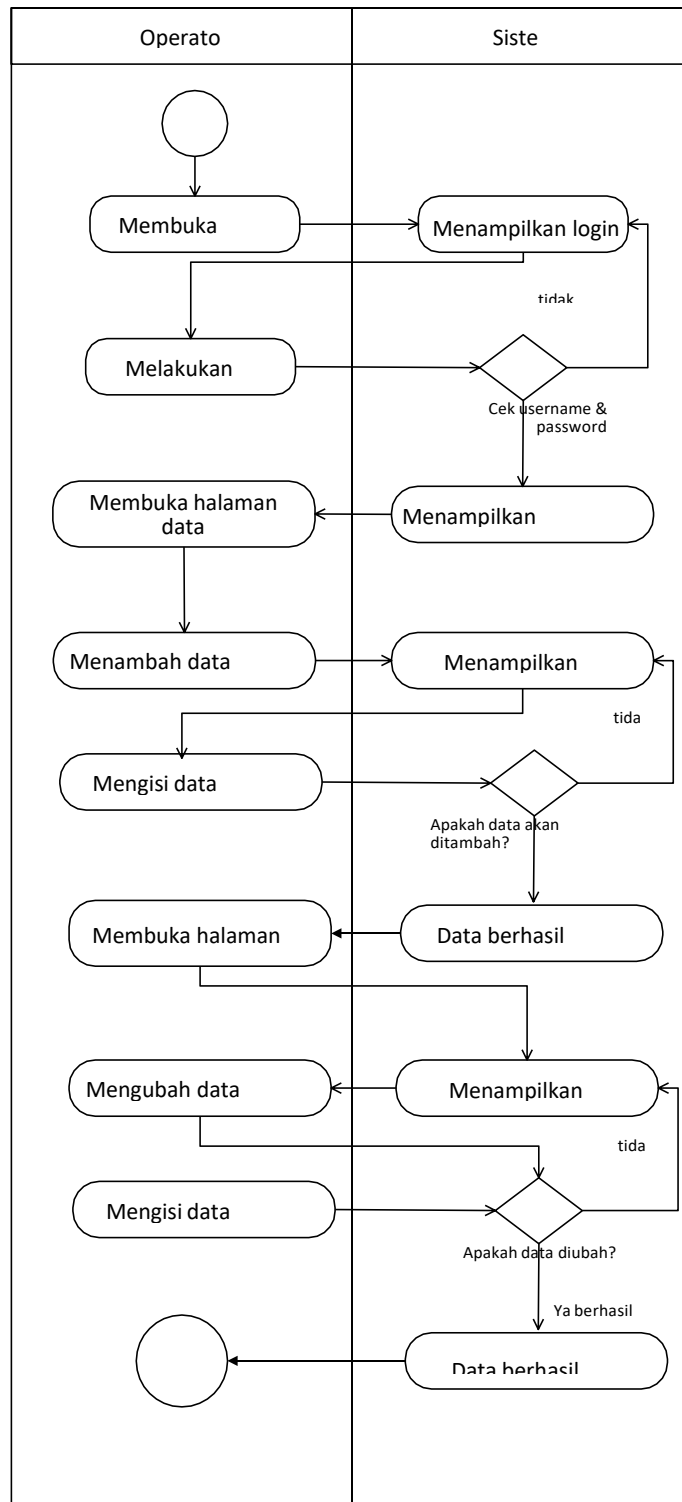 Operato
Siste
Membuka
Menampilkan login
tidak
Melakukan
Cek username &
password
Membuka halaman
data
Menampilkan
Menambah data
Menampilkan
tida
Mengisi data
Apakah data akan
ditambah?
Membuka halaman
Data berhasil
Mengubah data
Menampilkan
tida
Mengisi data
Apakah data diubah?
Ya berhasil
Data berhasil